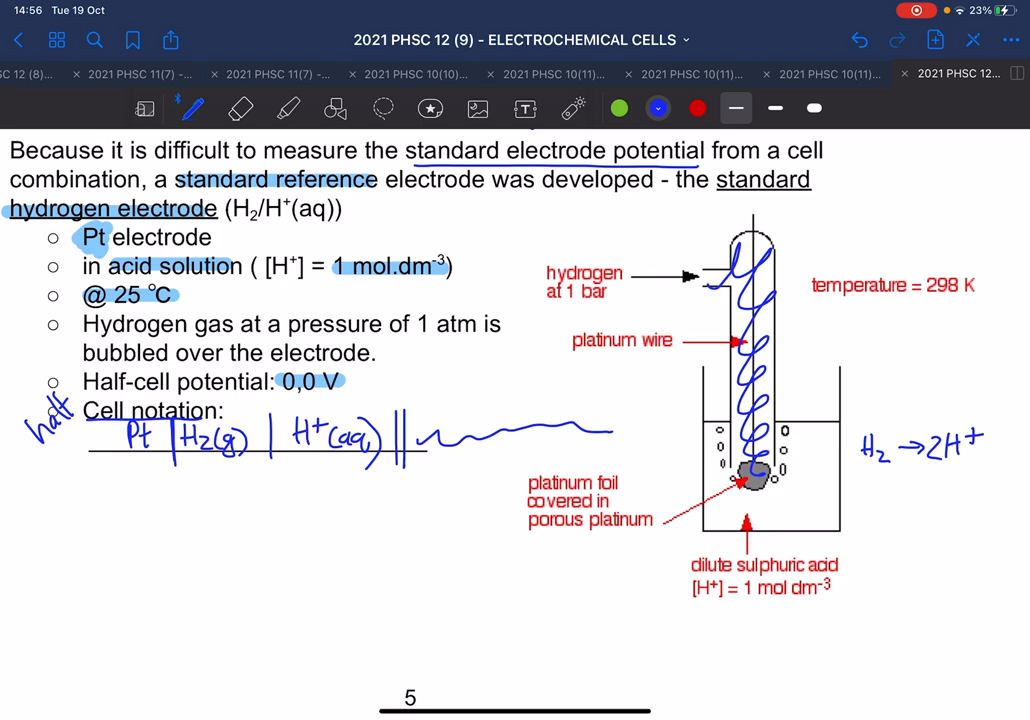 14:56 Tue 19 Oct
23%
2021 PHSC 12 (9) - ELECTROCHEMICAL CELLS
SC 12 (8)... × 2021 PHSC 11(7) -... × 2021 PHSC 11(7) -... × 2021 PHSC 10(10)... × 2021 PHSC 10(11)... × 2021 PHSC 10(11)... × 2021 PHSC 10(11)... × 2021 PHSC 12...
Because it is difficult to measure the standard electrode potential from a cell
combination, a standard reference electrode was developed - the standard
hydrogen electrode (H₂/H⁺(aq))
○ Pt electrode
○ in acid solution ( [H⁺] = 1 mol.dm⁻³)
○ @ 25 °C
○ Hydrogen gas at a pressure of 1 atm is
bubbled over the electrode.
○ Half-cell potential: 0,0 V
half
Cell notation:
Pt | H₂(g) | H⁺(aq) ||
hydrogen
at 1 bar
temperature = 298 K
platinum wire
H₂ → 2H⁺
platinum foil
covered in
porous platinum
dilute sulphuric acid
[H⁺] = 1 mol dm⁻³
5